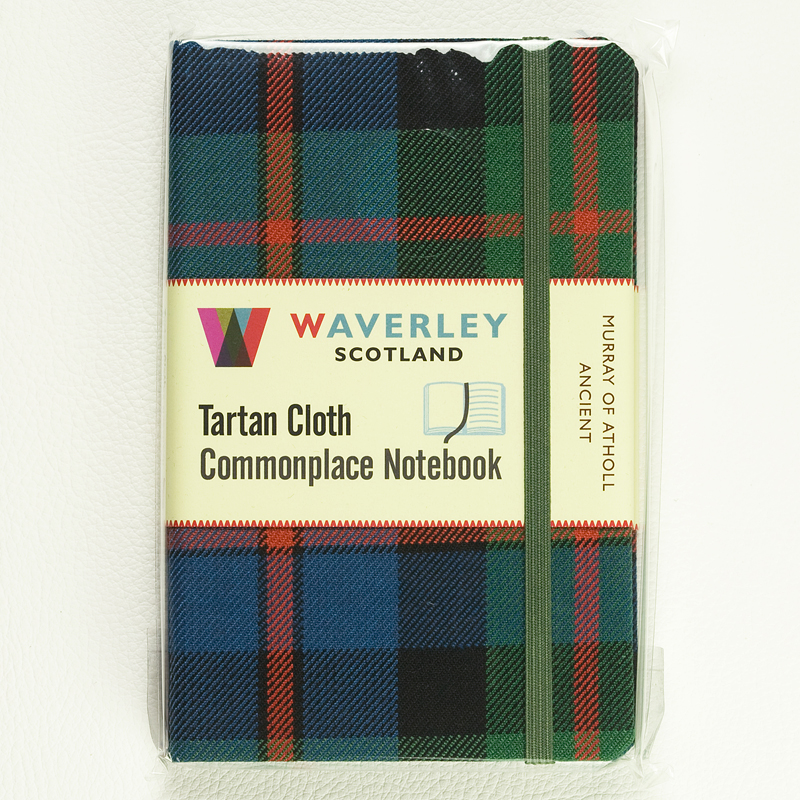 WAVERLEY
SCOTLAND
Tartan Cloth
Commonplace Notebook
MURRAY OF ATHOLL
ANCIENT